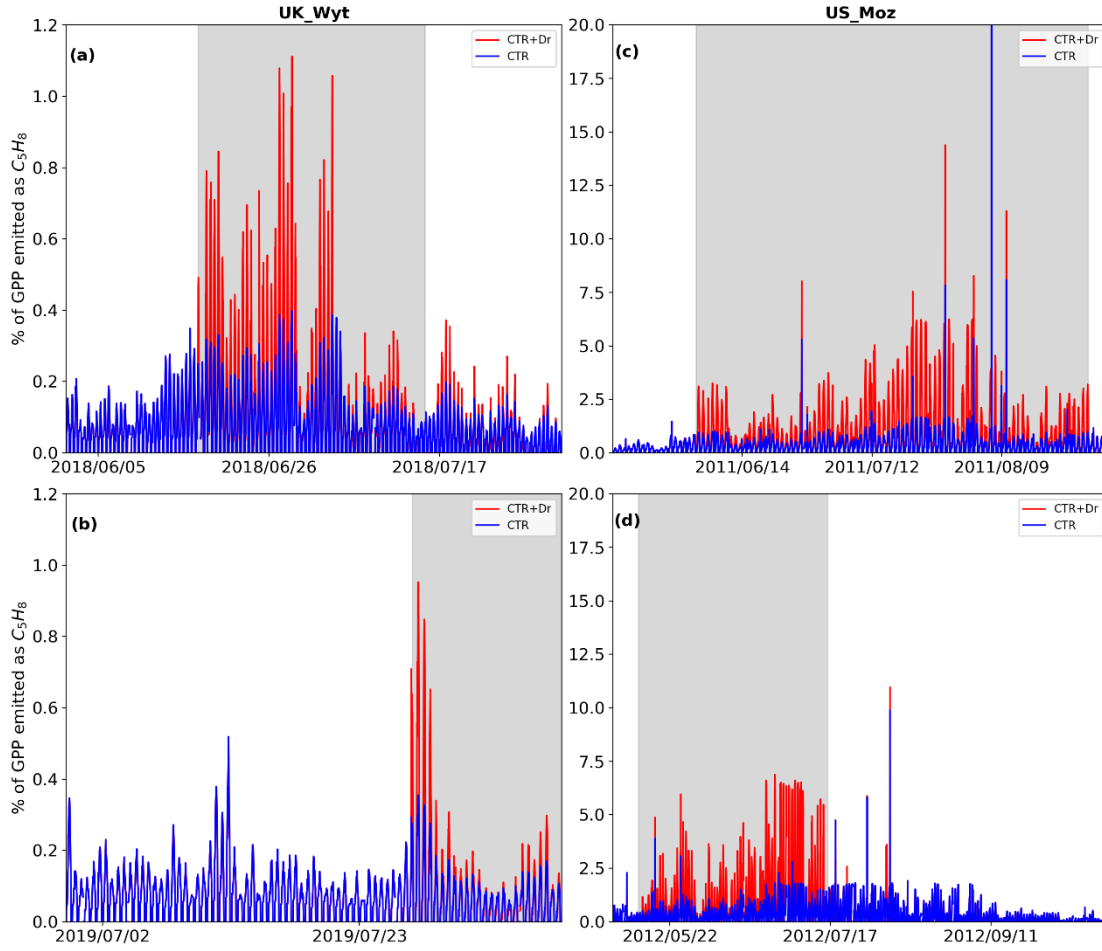 UK_Wyt
US_Moz
% of GPP emitted as C₅H₈
1.2
1.0
0.8
0.6
0.4
0.2
0.0
(a)
CTR+Dr
CTR
2018/06/05
2018/06/26
2018/07/17
20.0
17.5
15.0
12.5
10.0
7.5
5.0
2.5
0.0
(c)
CTR+Dr
CTR
2011/06/14
2011/07/12
2011/08/09
% of GPP emitted as C₅H₈
1.2
1.0
0.8
0.6
0.4
0.2
0.0
(b)
CTR+Dr
CTR
2019/07/02
2019/07/23
20.0
17.5
15.0
12.5
10.0
7.5
5.0
2.5
0.0
(d)
CTR+Dr
CTR
2012/05/22
2012/07/17
2012/09/11